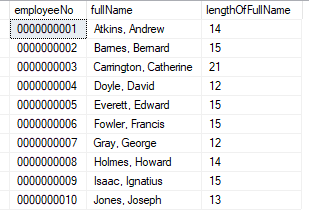 employeeNo fullName lengthOfFullName
0000000001 Atkins, Andrew 14
0000000002 Barnes, Bernard 15
0000000003 Carrington, Catherine 21
0000000004 Doyle, David 12
0000000005 Everett, Edward 15
0000000006 Fowler, Francis 15
0000000007 Gray, George 12
0000000008 Holmes, Howard 14
0000000009 Isaac, Ignatius 15
0000000010 Jones, Joseph 13